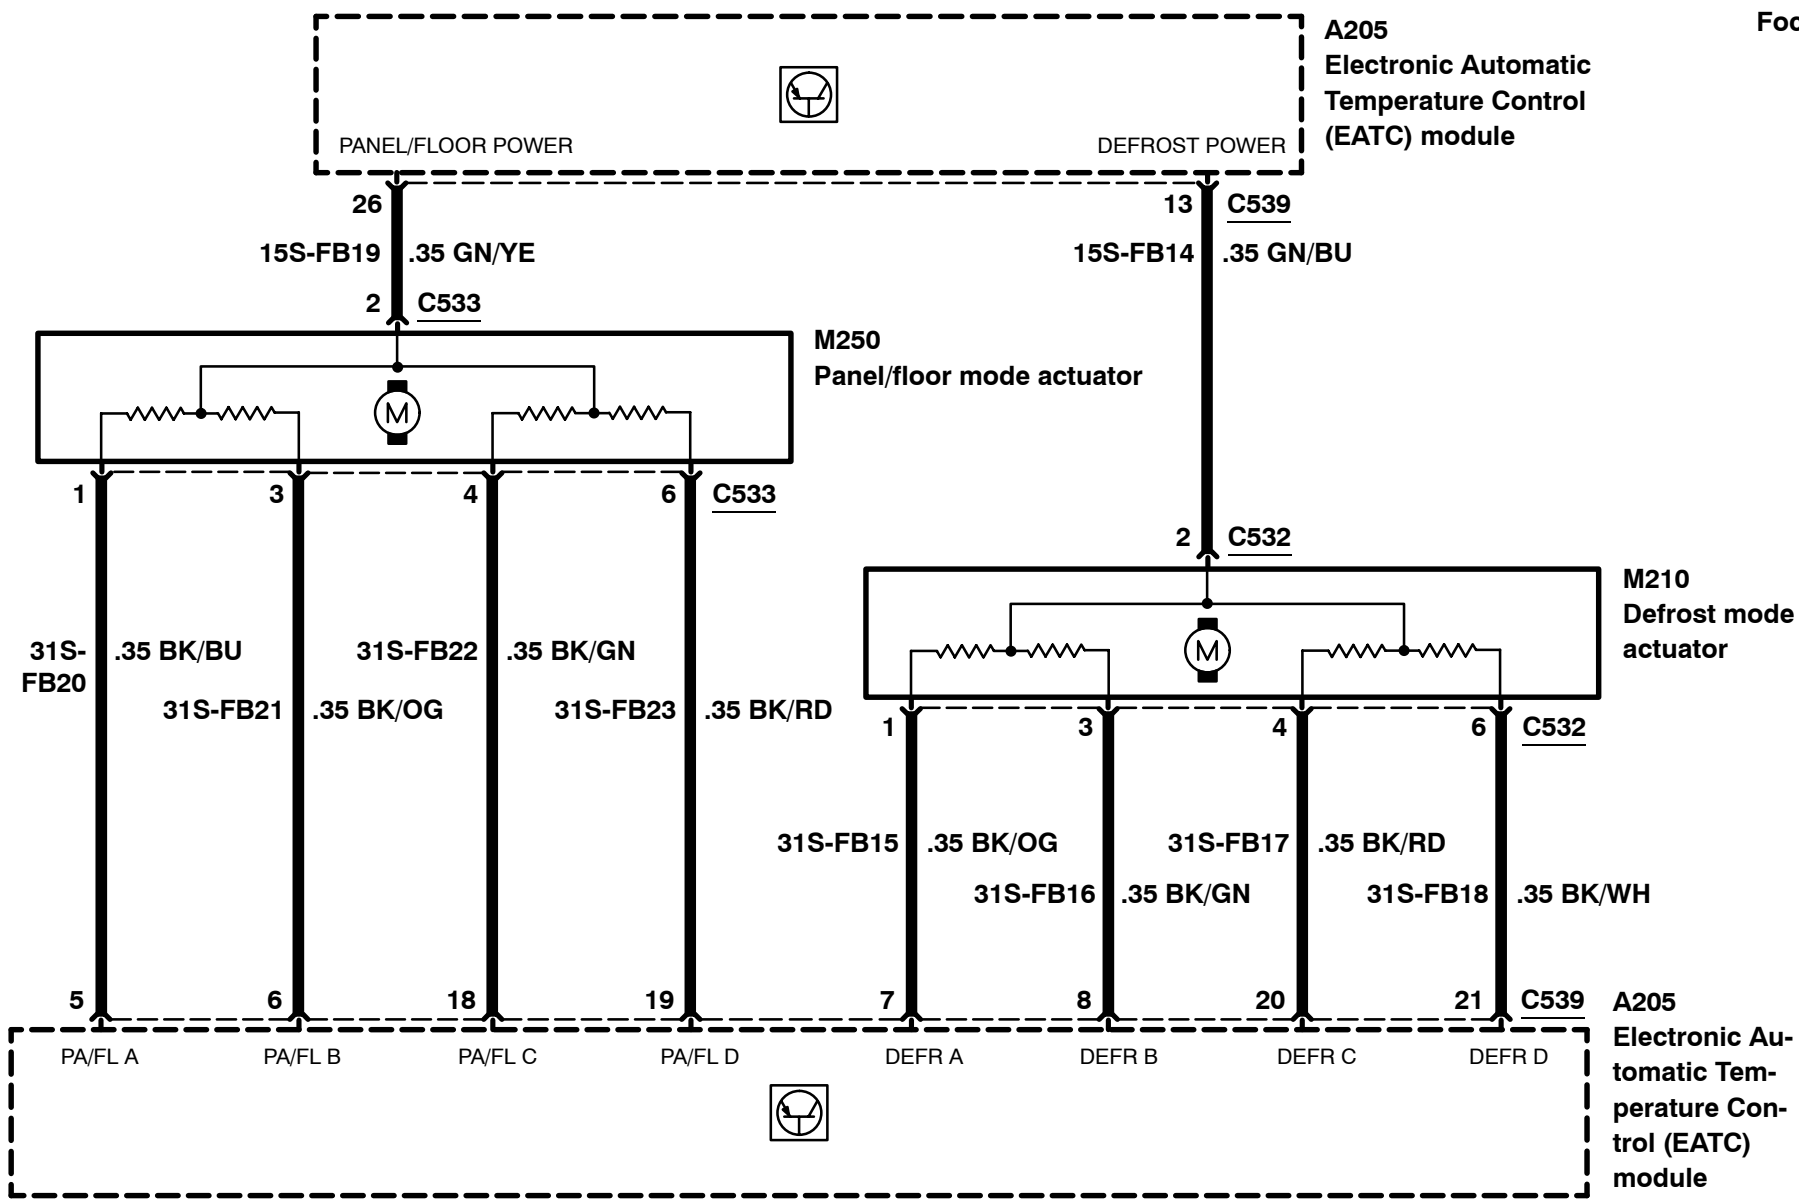 Foc
A205
Electronic Automatic
Temperature Control
(EATC) module
PANEL/FLOOR POWER
DEFROST POWER
26
13
C539
15S-FB19
.35 GN/YE
15S-FB14
.35 GN/BU
2
C533
M250
Panel/floor mode actuator
M
1
3
4
6
C533
2
C532
M210
Defrost mode
actuator
M
31S-
FB20
.35 BK/BU
31S-FB22
.35 BK/GN
31S-FB21
.35 BK/OG
31S-FB23
.35 BK/RD
1
3
4
6
C532
31S-FB15
.35 BK/OG
31S-FB17
.35 BK/RD
31S-FB16
.35 BK/GN
31S-FB18
.35 BK/WH
5
6
18
19
7
8
20
21
C539
A205
Electronic Au-
tomatic Tem-
perature Con-
trol (EATC)
module
PA/FL A
PA/FL B
PA/FL C
PA/FL D
DEFR A
DEFR B
DEFR C
DEFR D